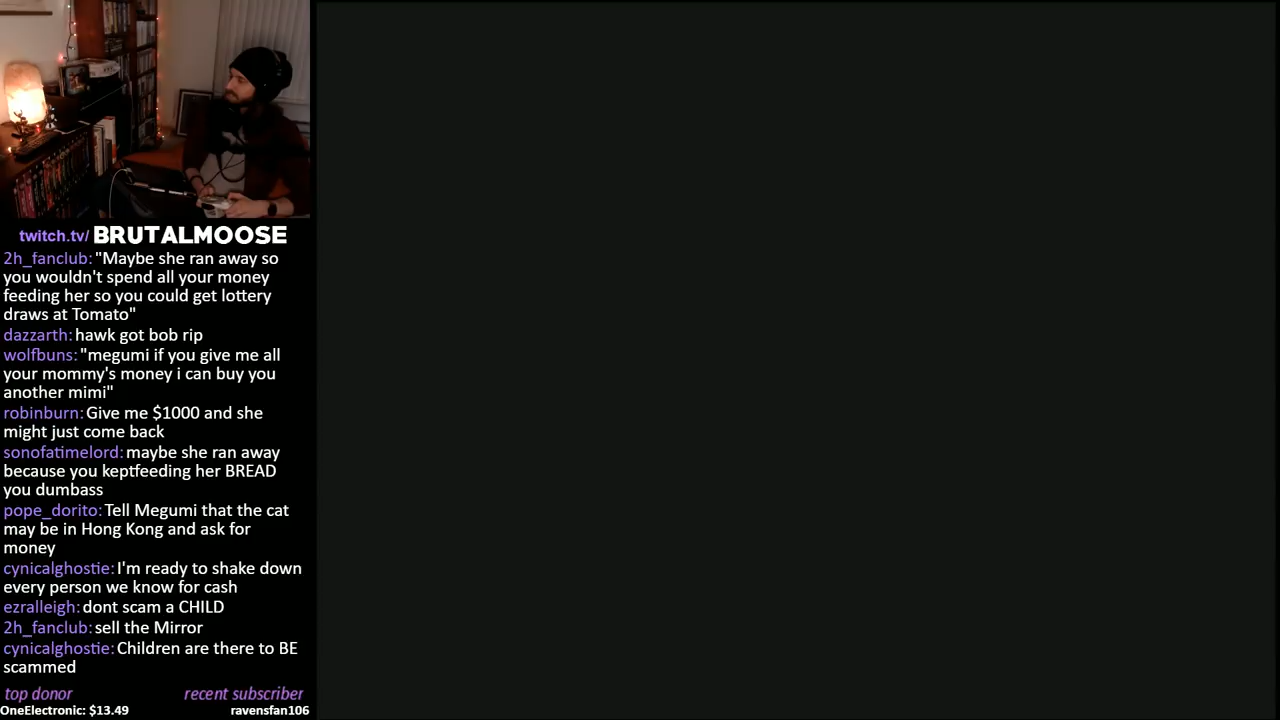 twitch.tv/ BRUTALMOOSE
2h_fanclub: "Maybe she ran away so
you wouldn't spend all your money
feeding her so you could get lottery
draws at Tomato"
dazzarth: hawk got bob rip
wolfbuns: "megumi if you give me all
your mommy's money i can buy you
another mimi"
robinburn: Give me $1000 and she
might just come back
sonofatimelord: maybe she ran away
because you keptfeeding her BREAD
you dumbass
pope_dorito: Tell Megumi that the cat
may be in Hong Kong and ask for
money
cynicalghostie: I'm ready to shake down
every person we know for cash
ezralleigh: dont scam a CHILD
2h_fanclub: sell the Mirror
cynicalghostie: Children are there to BE
scammed
top donor recent subscriber
OneElectronic: $13.49 ravensfan106